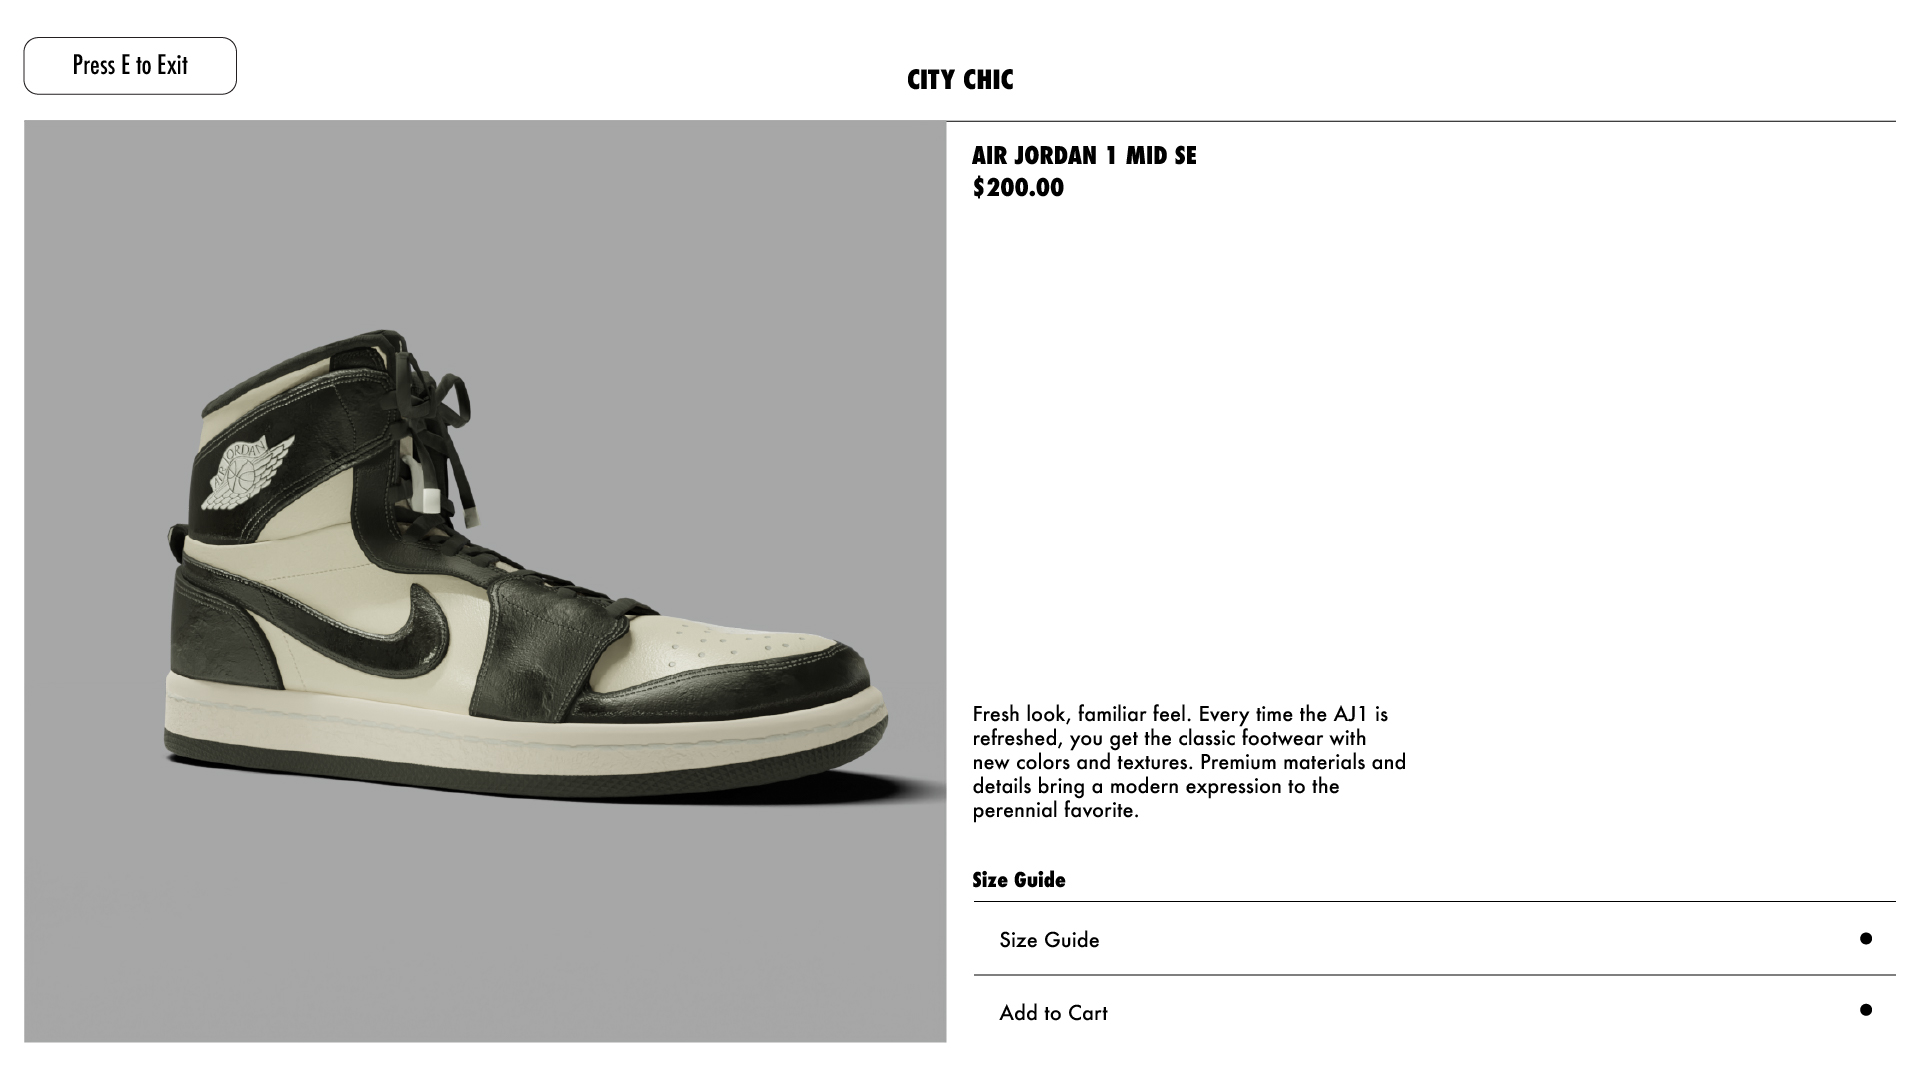 Press E to Exit
CITY CHIC
AIR JORDAN 1 MID SE
$200.00
AIR JORDAN
Fresh look, familiar feel. Every time the AJ1 is
refreshed, you get the classic footwear with
new colors and textures. Premium materials and
details bring a modern expression to the
perennial favorite.
Size Guide
Size Guide
Add to Cart